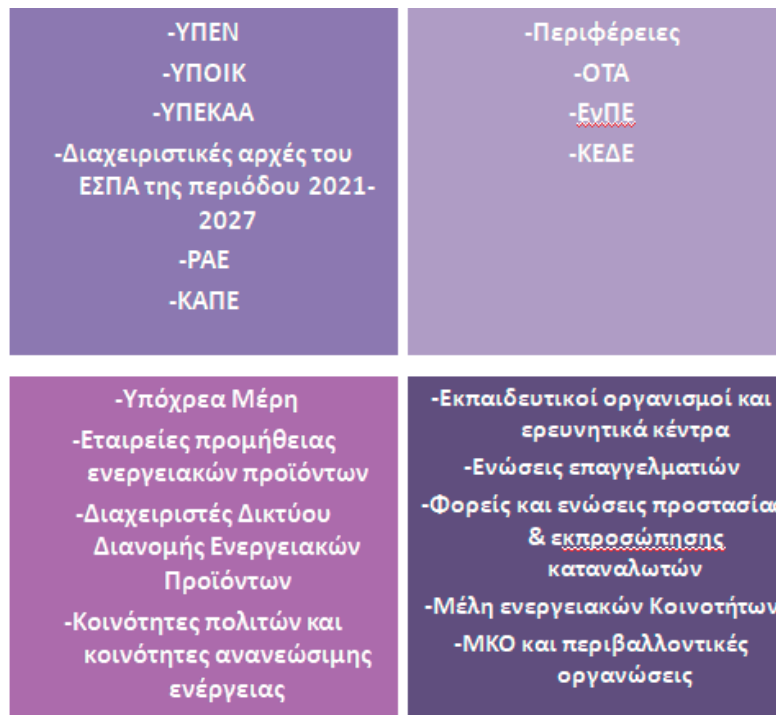 -ΥΠΕΝ
-ΥΠΟΙΚ
-ΥΠΕΚΑΑ
-Διαχειριστικές αρχές του
ΕΣΠΑ της περιόδου 2021-
2027
-ΡΑΕ
-ΚΑΠΕ
-Περιφέρειες
-ΟΤΑ
-ΕνΠΕ
-ΚΕΔΕ
-Υπόχρεα Μέρη
-Εταιρείες προμήθειας
ενεργειακών προϊόντων
-Διαχειριστές Δικτύου
Διανομής Ενεργειακών
Προϊόντων
-Κοινότητες πολιτών και
κοινότητες ανανεώσιμης
ενέργειας
-Εκπαιδευτικοί οργανισμοί και
ερευνητικά κέντρα
-Ενώσεις επαγγελματιών
-Φορείς και ενώσεις προστασία
& εκπροσώπησης
καταναλωτών
-Μέλη ενεργειακών Κοινοτήτων
-ΜΚΟ και περιβαλλοντικές
οργανώσεις